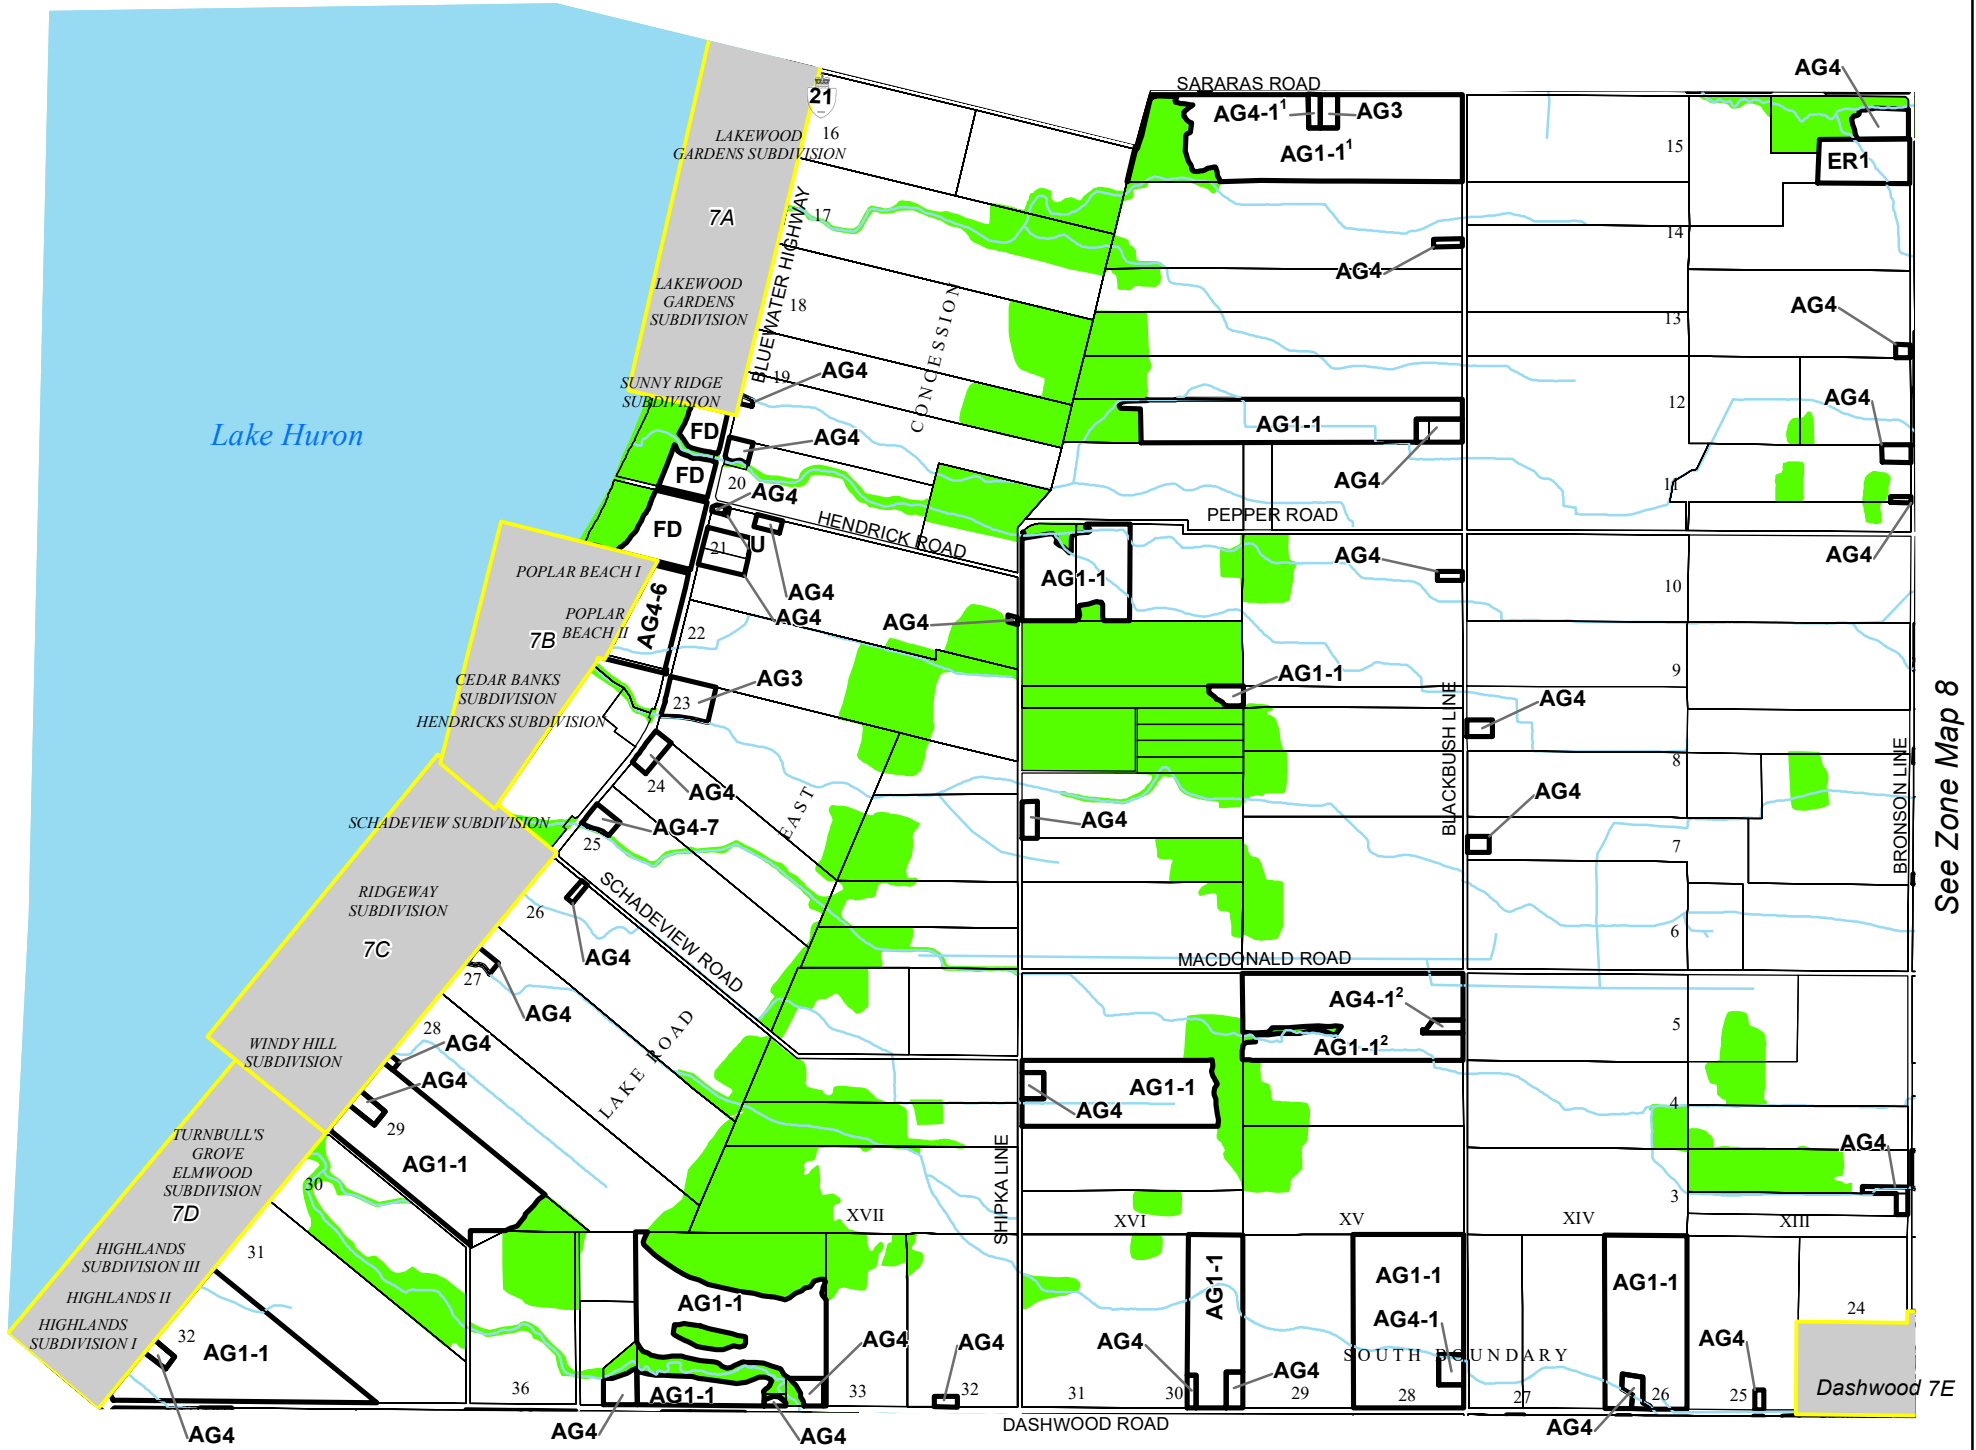 AG4
SARARAS ROAD
21
AG4-1¹
AG3
16
LAKEWOOD
GARDENS SUBDIVISION
AG1-1¹
15
ER1
7A
17
14
AG4
BLUEWATER HIGHWAY
LAKEWOOD
GARDENS
SUBDIVISION
18
CONCESSION
13
AG4
19
AG4
SUNNY RIDGE
SUBDIVISION
12
AG4
Lake Huron
FD
AG4
AG1-1
FD
20
AG4
AG4
11
FD
HENDRICK ROAD
PEPPER ROAD
21
U
AG4
AG4
POPLAR BEACH I
AG1-1
10
AG4
AG4-6
POPLAR
BEACH II
AG4
AG4
7B
22
9
CEDAR BANKS
SUBDIVISION
AG3
AG1-1
23
AG4
BLACKBUSH LINE
HENDRICKS SUBDIVISION
See Zone Map 8
BRONSON LINE
8
24
AG4
AG4
SCHADEVIEW SUBDIVISION
AG4-7
EAST
AG4
25
7
RIDGEWAY
SUBDIVISION
SCHADEVIEW ROAD
26
6
7C
AG4
MACDONALD ROAD
27
AG4
AG4-1²
5
28
AG4
WINDY HILL
SUBDIVISION
LAKE ROAD
AG1-1²
AG4
AG1-1
AG4
4
29
TURNBULL'S
GROVE
ELMWOOD
SUBDIVISION
7D
AG1-1
SHIPKA LINE
AG4
30
3
XVII
XVI
XV
XIV
XIII
31
HIGHLANDS
SUBDIVISION III
HIGHLANDS II
HIGHLANDS
SUBDIVISION I
AG1-1
AG1-1
AG1-1
AG1-1
24
AG4-1
32
AG1-1
AG4
AG4
AG4
AG4
AG4
SOUTH BOUNDARY
36
AG1-1
33
32
31
30
29
28
27
26
25
Dashwood 7E
AG4
AG4
AG4
DASHWOOD ROAD
AG4